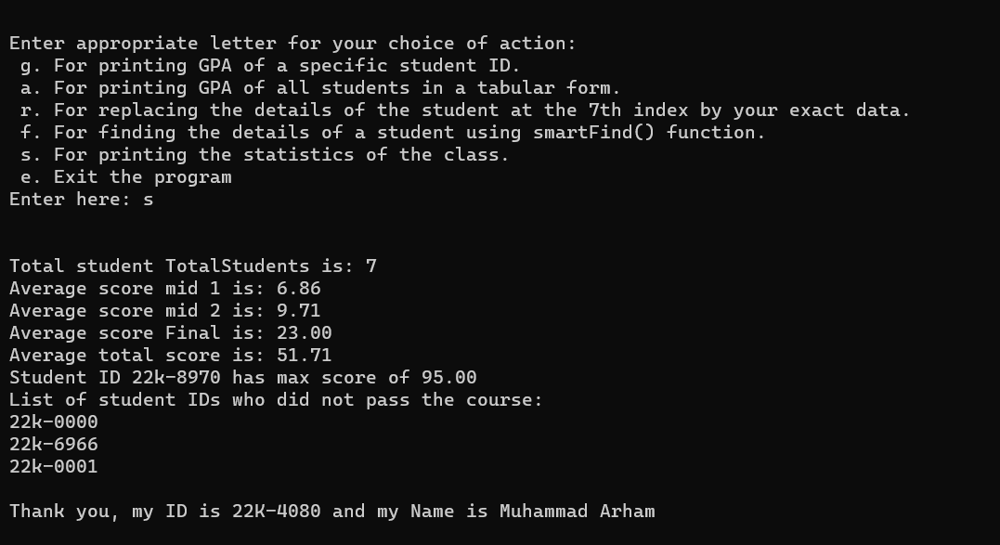 Enter appropriate letter for your choice of action:
g. For printing GPA of a specific student ID.
a. For printing GPA of all students in a tabular form.
r. For replacing the details of the student at the 7th index by your exact data.
f. For finding the details of a student using smartFind() function.
s. For printing the statistics of the class.
e. Exit the program
Enter here: s
Total student TotalStudents is: 7
Average score mid 1 is: 6.86
Average score mid 2 is: 9.71
Average score Final is: 23.00
Average total score is: 51.71
Student ID 22k-8970 has max score of 95.00
List of student IDs who did not pass the course:
22k-0000
22k-6966
22k-0001
Thank you, my ID is 22K-4080 and my Name is Muhammad Arham